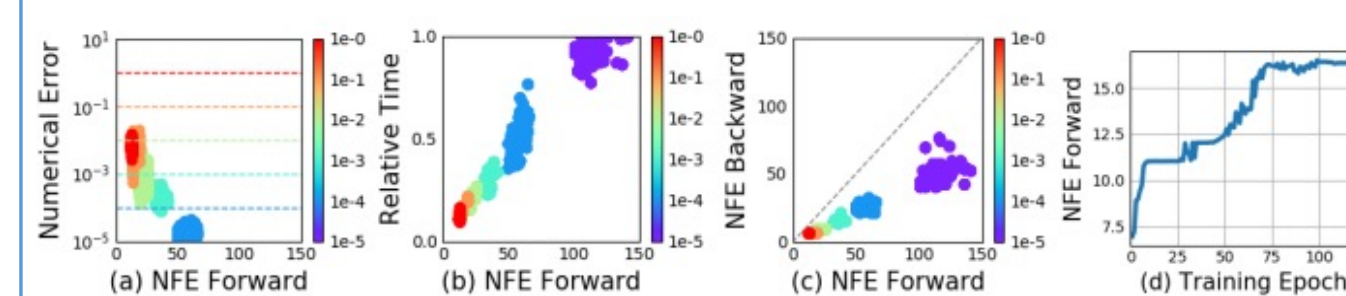 Numerical Error
10^1
10^-1
10^-3
10^-5
0 50 100 150
(a) NFE Forward
1e-0
1e-1
1e-2
1e-3
1e-4
1e-5
Relative Time
1.0
0.5
0.0
0 50 100 150
(b) NFE Forward
1e-0
1e-1
1e-2
1e-3
1e-4
1e-5
NFE Backward
150
100
50
0
0 50 100 150
(c) NFE Forward
1e-0
1e-1
1e-2
1e-3
1e-4
1e-5
NFE Forward
15.0
12.5
10.0
7.5
0 25 50 75 100
(d) Training Epoch